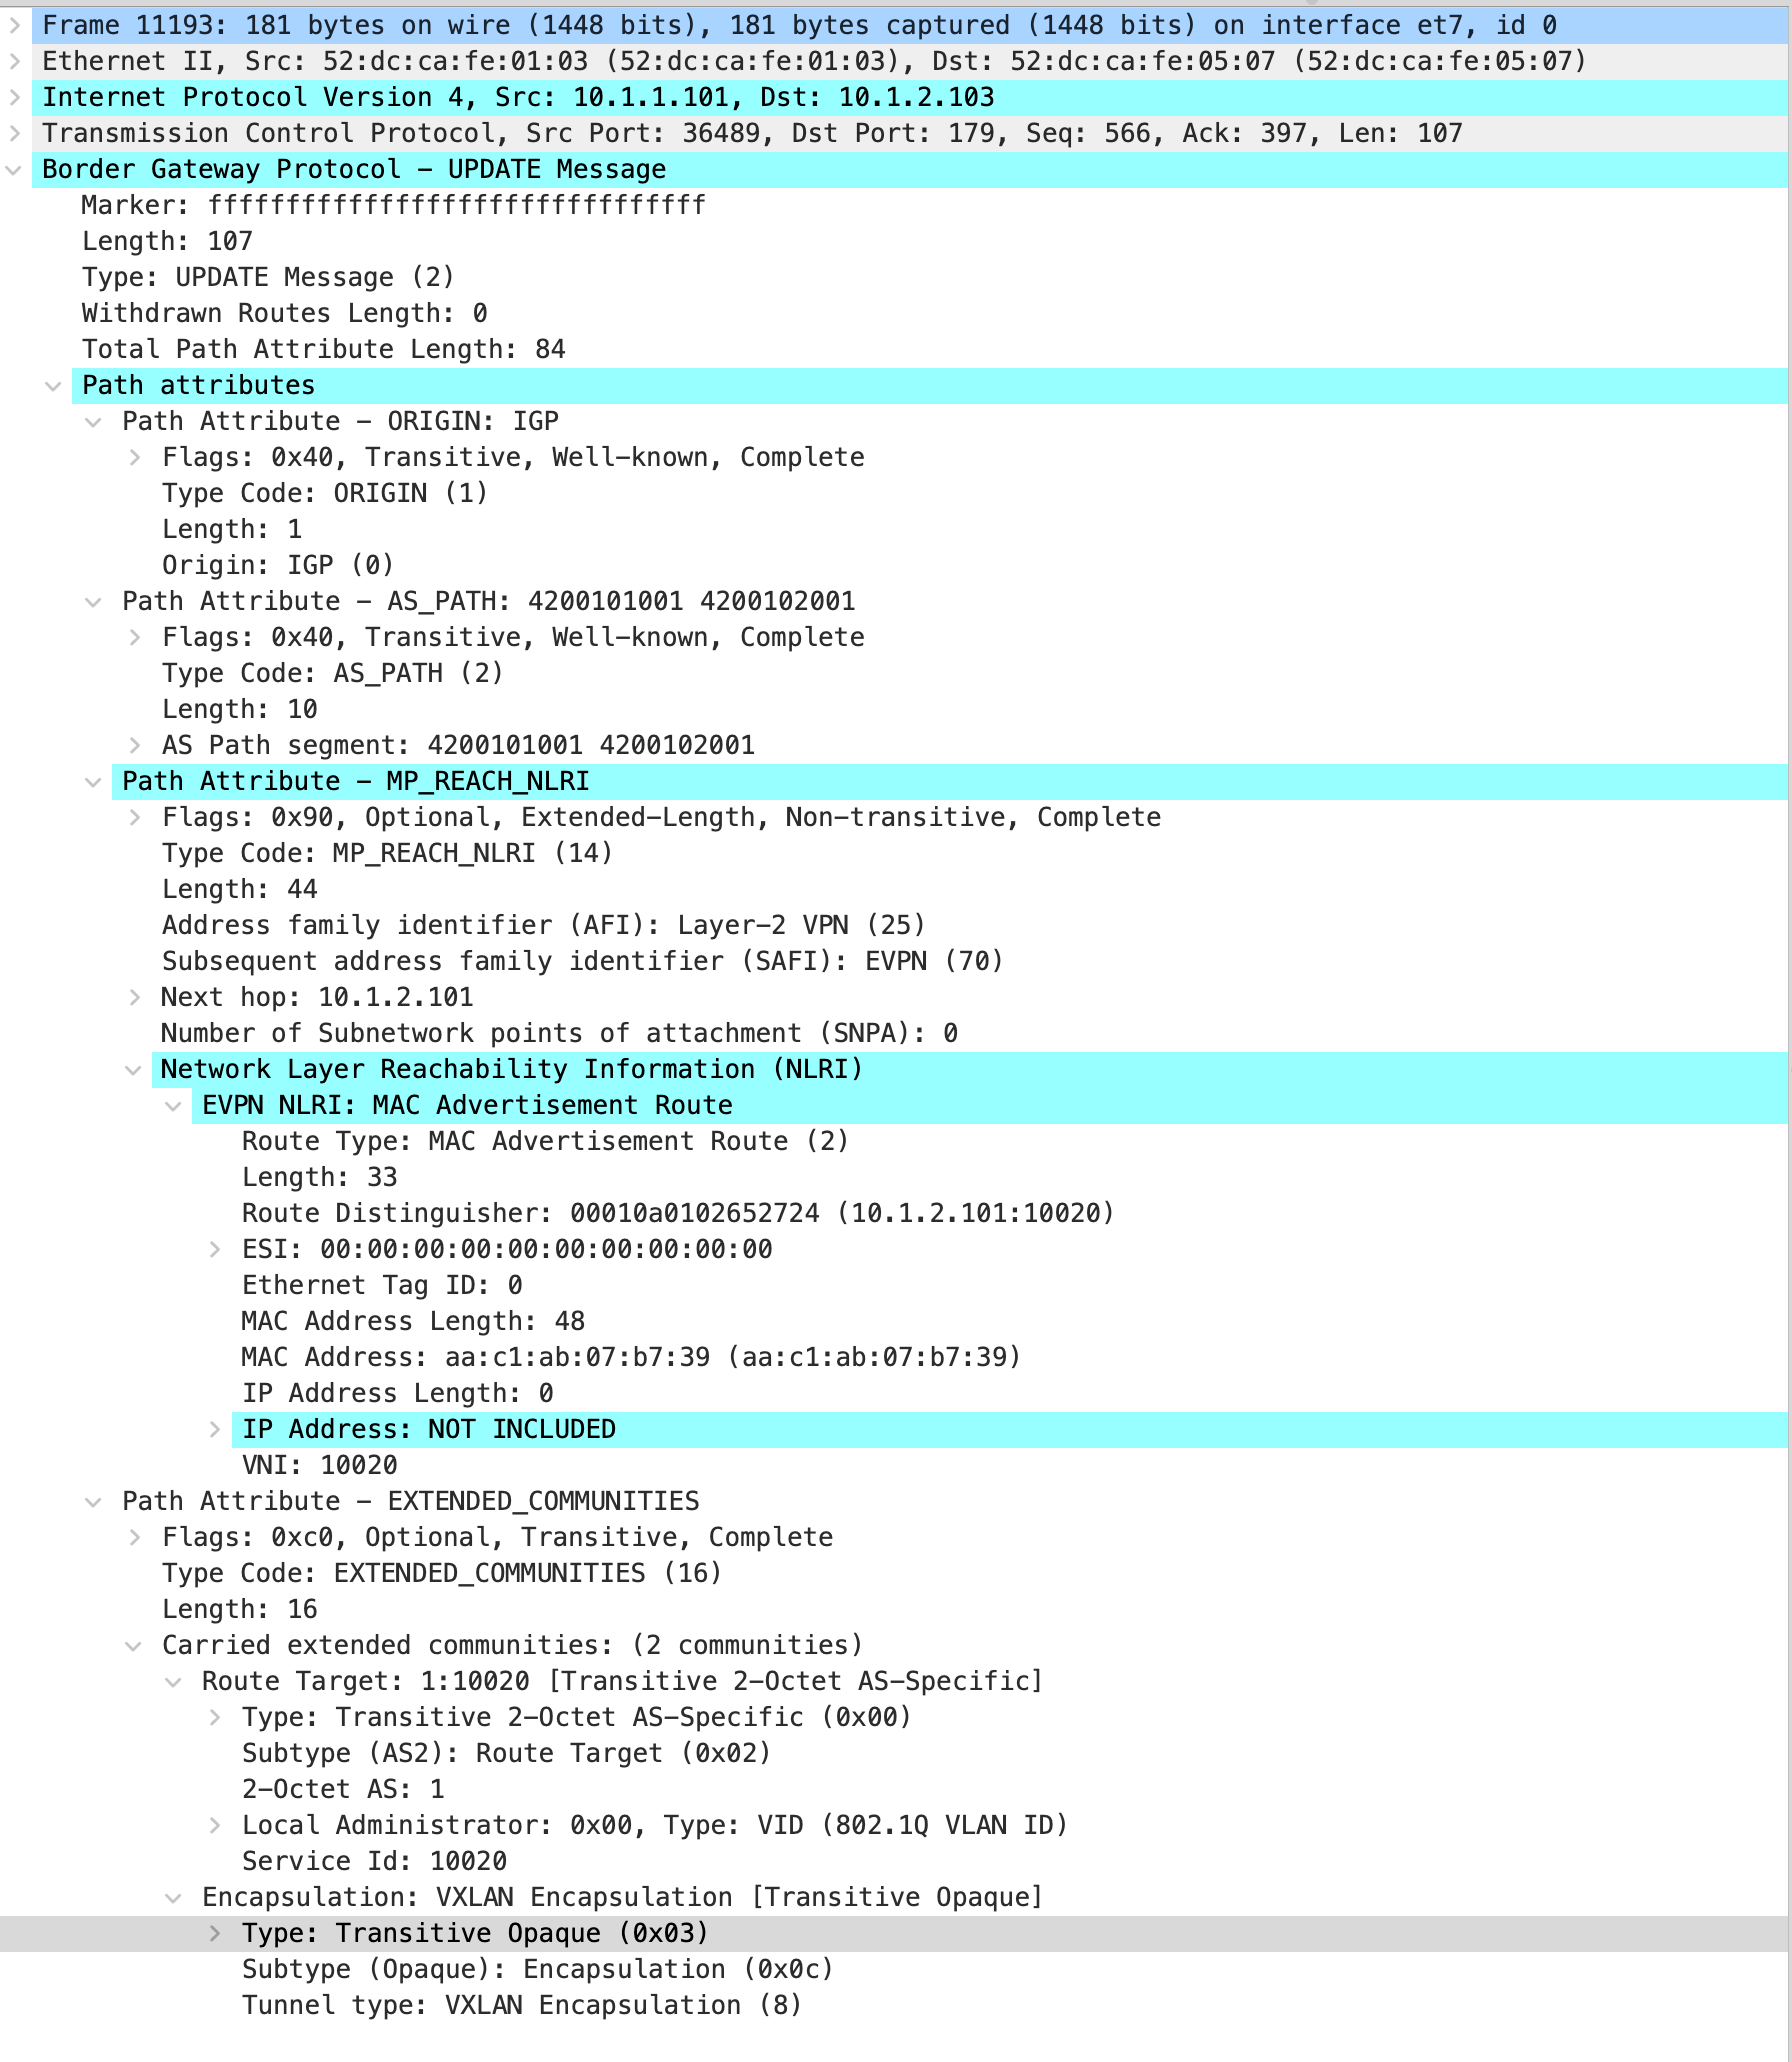 Frame 11193: 181 bytes on wire (1448 bits), 181 bytes captured (1448 bits) on interface et7, id 0
Ethernet II, Src: 52:dc:ca:fe:01:03 (52:dc:ca:fe:01:03), Dst: 52:dc:ca:fe:05:07 (52:dc:ca:fe:05:07)
Internet Protocol Version 4, Src: 10.1.1.101, Dst: 10.1.2.103
Transmission Control Protocol, Src Port: 36489, Dst Port: 179, Seq: 566, Ack: 397, Len: 107
Border Gateway Protocol – UPDATE Message
Marker: ffffffffffffffffffffffffffffffff
Length: 107
Type: UPDATE Message (2)
Withdrawn Routes Length: 0
Total Path Attribute Length: 84
Path attributes
Path Attribute – ORIGIN: IGP
Flags: 0x40, Transitive, Well-known, Complete
Type Code: ORIGIN (1)
Length: 1
Origin: IGP (0)
Path Attribute – AS_PATH: 4200101001 4200102001
Flags: 0x40, Transitive, Well-known, Complete
Type Code: AS_PATH (2)
Length: 10
AS Path segment: 4200101001 4200102001
Path Attribute – MP_REACH_NLRI
Flags: 0x90, Optional, Extended-Length, Non-transitive, Complete
Type Code: MP_REACH_NLRI (14)
Length: 44
Address family identifier (AFI): Layer-2 VPN (25)
Subsequent address family identifier (SAFI): EVPN (70)
Next hop: 10.1.2.101
Number of Subnetwork points of attachment (SNPA): 0
Network Layer Reachability Information (NLRI)
EVPN NLRI: MAC Advertisement Route
Route Type: MAC Advertisement Route (2)
Length: 33
Route Distinguisher: 00010a0102652724 (10.1.2.101:10020)
ESI: 00:00:00:00:00:00:00:00:00:00
Ethernet Tag ID: 0
MAC Address Length: 48
MAC Address: aa:c1:ab:07:b7:39 (aa:c1:ab:07:b7:39)
IP Address Length: 0
IP Address: NOT INCLUDED
VNI: 10020
Path Attribute – EXTENDED_COMMUNITIES
Flags: 0xc0, Optional, Transitive, Complete
Type Code: EXTENDED_COMMUNITIES (16)
Length: 16
Carried extended communities: (2 communities)
Route Target: 1:10020 [Transitive 2-Octet AS-Specific]
Type: Transitive 2-Octet AS-Specific (0x00)
Subtype (AS2): Route Target (0x02)
2-Octet AS: 1
Local Administrator: 0x00, Type: VID (802.1Q VLAN ID)
Service Id: 10020
Encapsulation: VXLAN Encapsulation [Transitive Opaque]
Type: Transitive Opaque (0x03)
Subtype (Opaque): Encapsulation (0x0c)
Tunnel type: VXLAN Encapsulation (8)